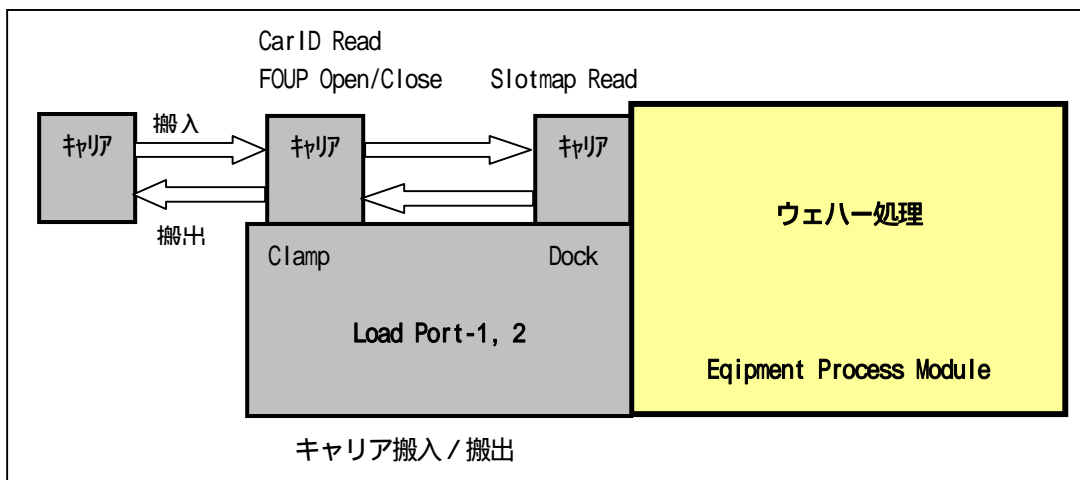 CarID Read
FOUP Open/Close
Slotmap Read
搬入
ｷｬﾘｱ
ｷｬﾘｱ
ｷｬﾘｱ
搬出
ウェハー処理
Clamp
Dock
Load Port-1, 2
Eqipment Process Module
キャリア搬入 / 搬出